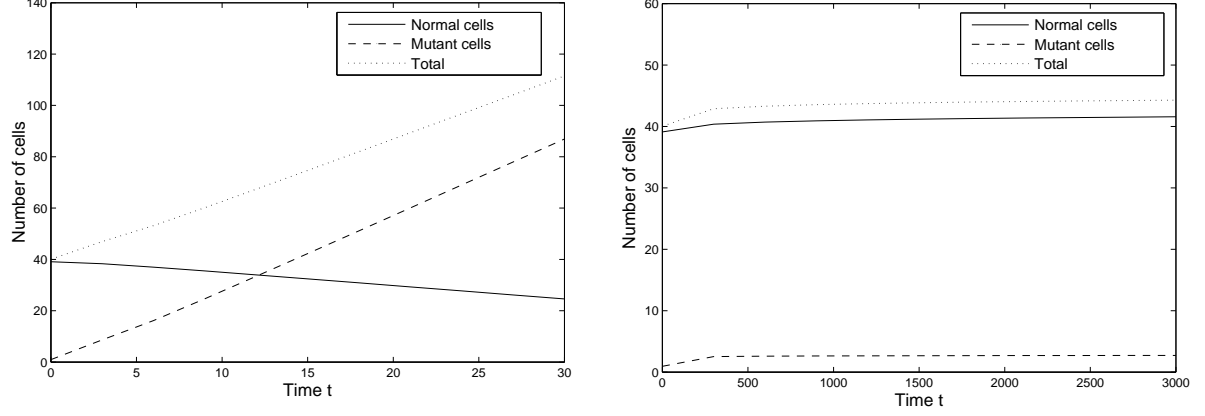 140
120
100
80
60
40
20
0
Number of cells
0 5 10 15 20 25 30
Time t
Normal cells
Mutant cells
Total
60
50
40
30
20
10
0
Number of cells
0 500 1000 1500 2000 2500 3000
Time t
Normal cells
Mutant cells
Total